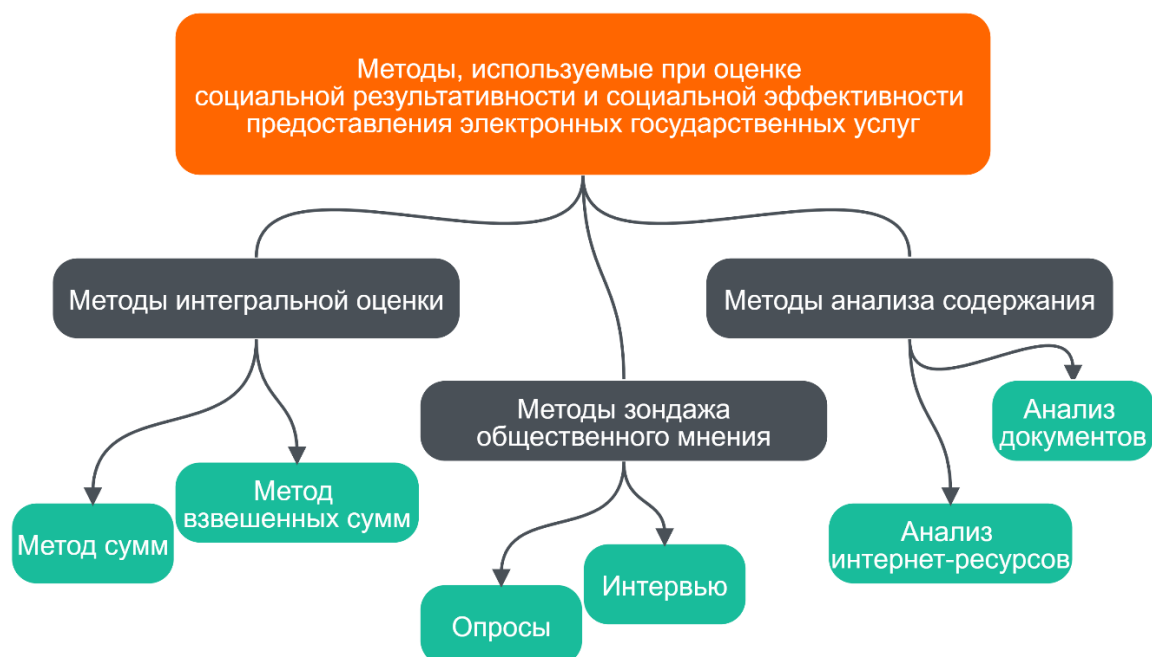 Методы, используемые при оценке
социальной результативности и социальной эффективности
предоставления электронных государственных услуг
Методы интегральной оценки
Методы анализа содержания
Методы зондажа
общественного мнения
Анализ
документов
Метод
взвешенных сумм
Метод сумм
Анализ
интернет-ресурсов
Интервью
Опросы